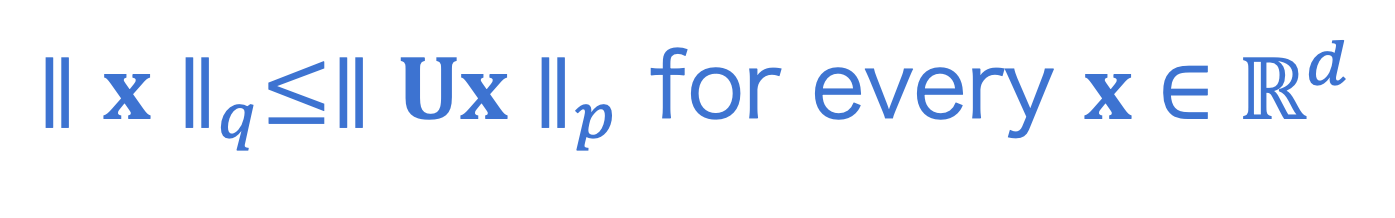 ∥ 𝐱 ∥_q ≤∥ 𝐔𝐱 ∥_p for every 𝐱 ∈ ℝ^d